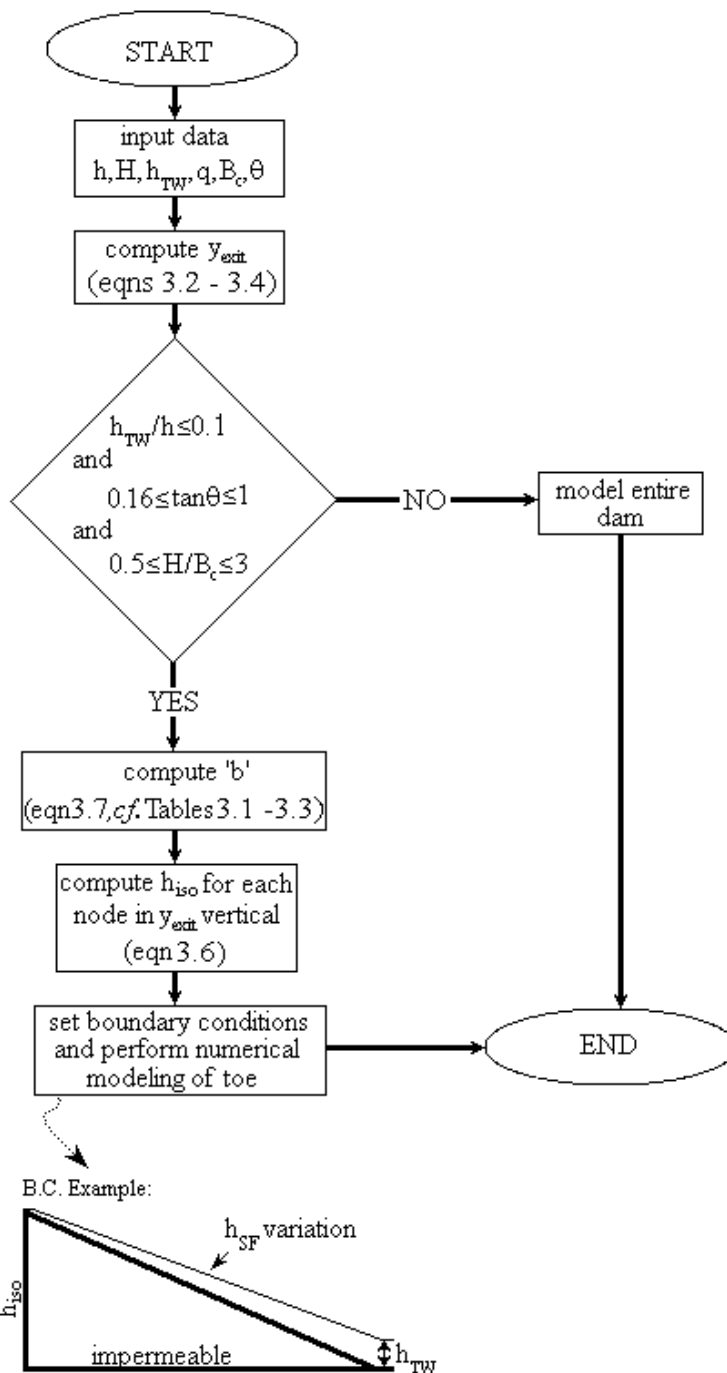 START
input data
h,H,h_TW,q,B_c,θ
compute y_exit
(eqns 3.2 - 3.4)
h_TW/h≤0.1
and
0.16≤tanθ≤1
and
0.5≤H/B_c≤3
NO
model entire
dam
YES
compute 'b'
(eqn3.7,cf.Tables3.1 -3.3)
compute h_iso for each
node in y_exit vertical
(eqn 3.6)
set boundary conditions
and perform numerical
modeling of toe
END
B.C. Example:
h_SF variation
h_iso
impermeable
h_TW